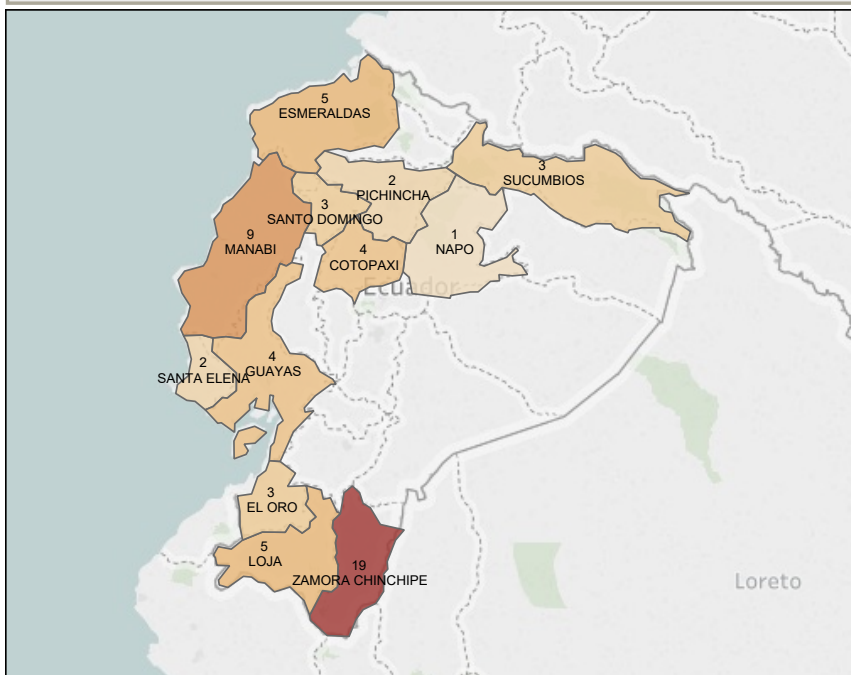 5
ESMERALDAS
3
SUCUMBIOS
2
PICHINCHA
3
SANTO DOMINGO
1
NAPO
9
MANABI
4
COTOPAXI
Ecuador
2
SANTA ELENA
4
GUAYAS
3
EL ORO
5
LOJA
19
ZAMORA CHINCHIPE
Loreto